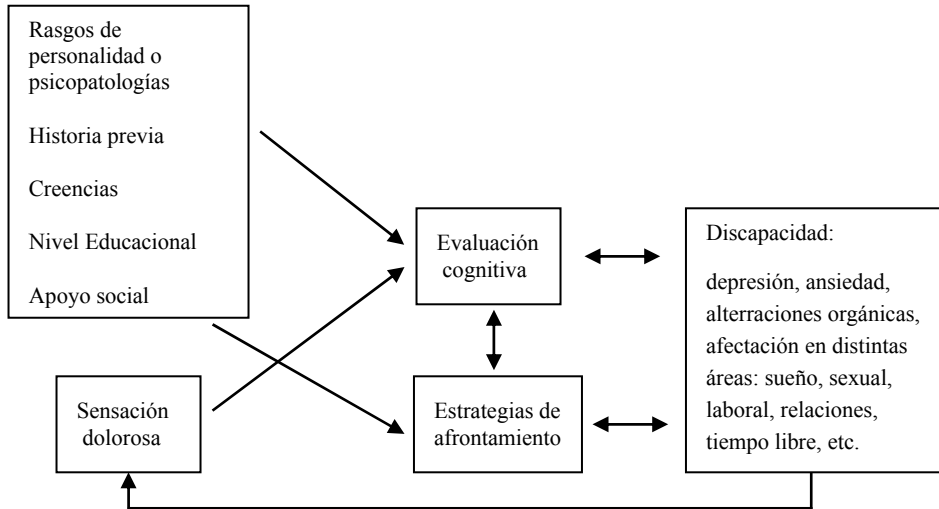 Rasgos de
personalidad o
psicopatologías
Historia previa
Creencias
Nivel Educacional
Apoyo social
Evaluación
cognitiva
Discapacidad:
depresión, ansiedad,
alterraciones orgánicas,
afectación en distintas
áreas: sueño, sexual,
laboral, relaciones,
tiempo libre, etc.
Sensación
dolorosa
Estrategias de
afrontamiento